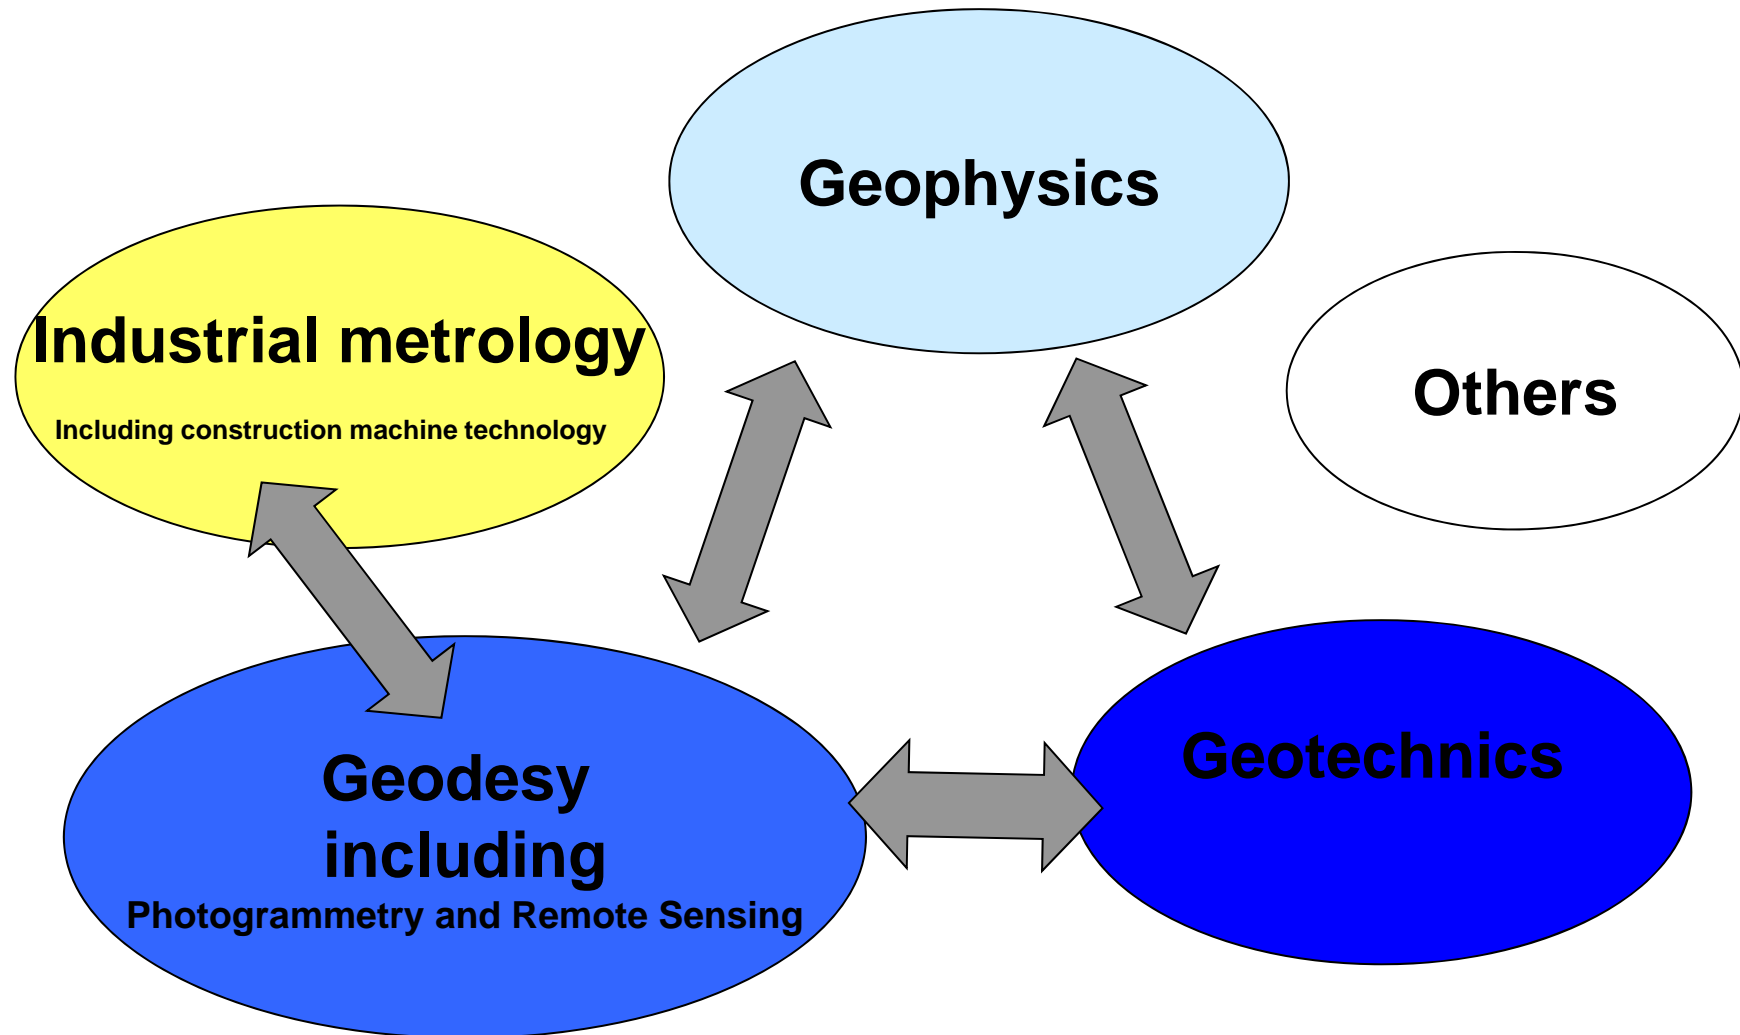 Geophysics
Industrial metrology
Including construction machine technology
Others
Geodesy
including
Photogrammetry and Remote Sensing
Geotechnics